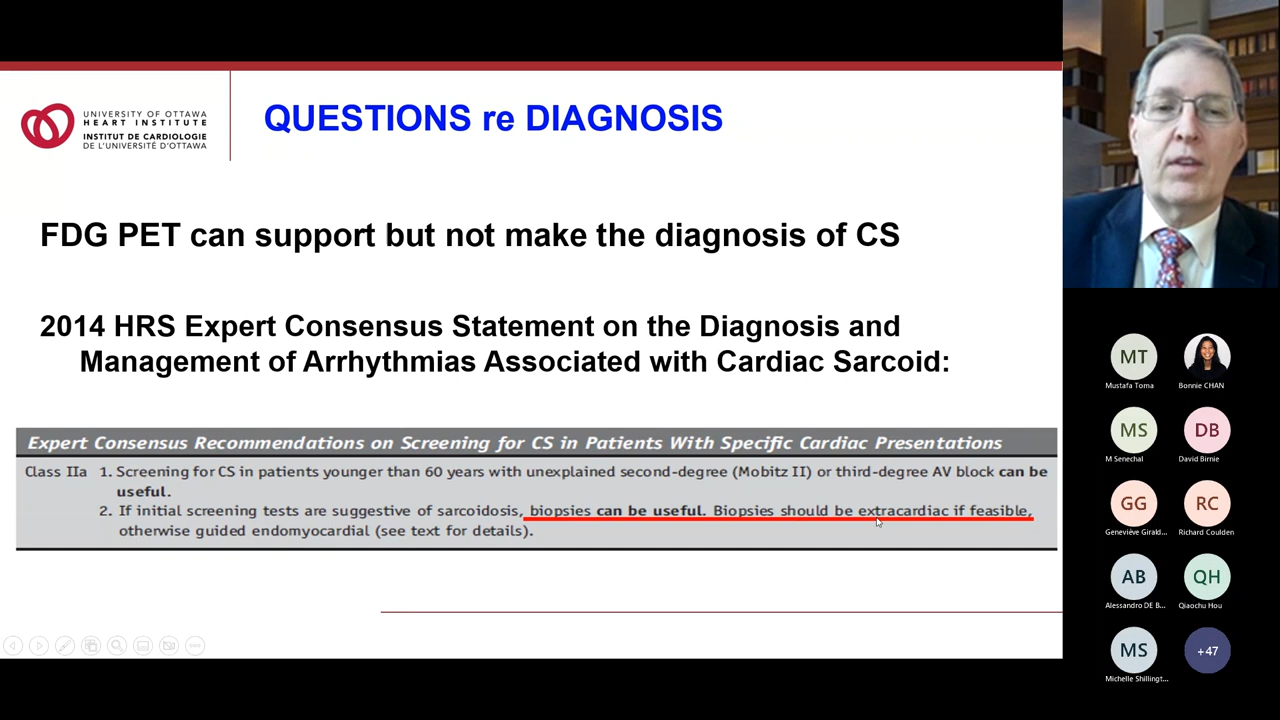 UNIVERSITY OF OTTAWA
HEART INSTITUTE
INSTITUT DE CARDIOLOGIE
DE L'UNIVERSITÉ D'OTTAWA
QUESTIONS re DIAGNOSIS
FDG PET can support but not make the diagnosis of CS
2014 HRS Expert Consensus Statement on the Diagnosis and
Management of Arrhythmias Associated with Cardiac Sarcoid:
Expert Consensus Recommendations on Screening for CS in Patients With Specific Cardiac Presentations
Class IIa 1. Screening for CS in patients younger than 60 years with unexplained second-degree (Mobitz II) or third-degree AV block can be
useful.
2. If initial screening tests are suggestive of sarcoidosis, biopsies can be useful. Biopsies should be extracardiac if feasible,
otherwise guided endomyocardial (see text for details).
MT
Mustafa Toma
Bonnie CHAN
MS
M Senechal
DB
David Birnie
GG
Geneviève Girald...
RC
Richard Coulden
AB
Alessandro DE B...
QH
Qiaochu Hou
MS
Michelle Shillingt...
+47